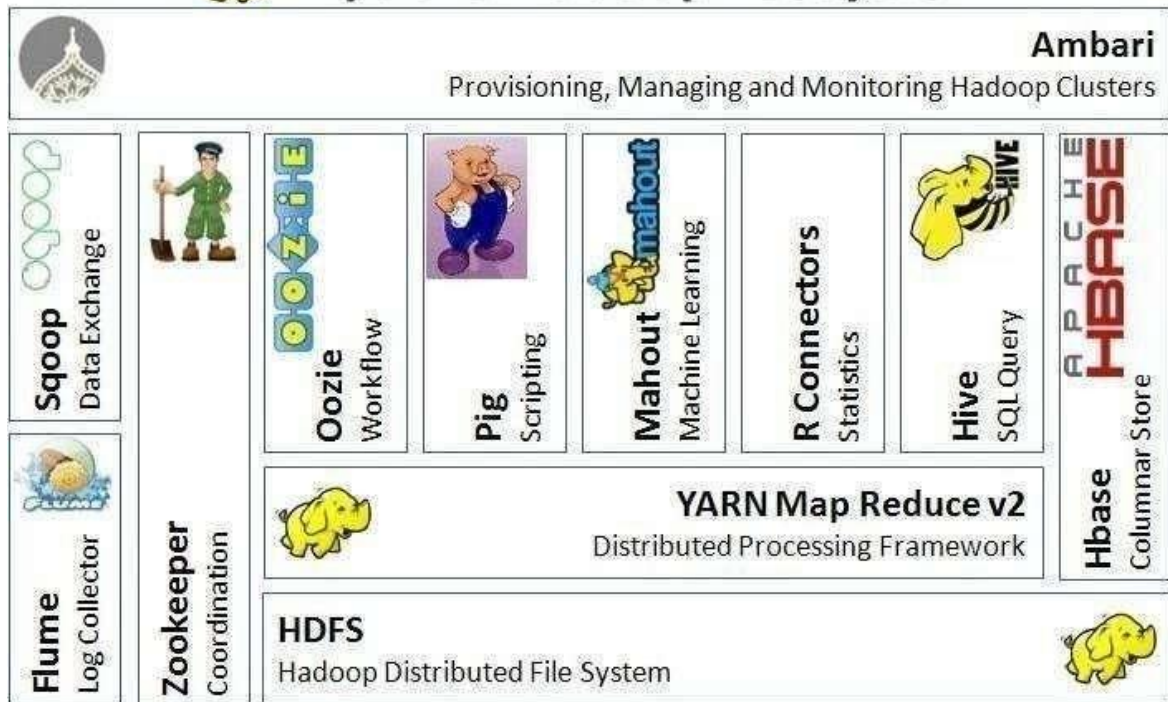 Ambari
Provisioning, Managing and Monitoring Hadoop Clusters
sqoop
Sqoop
Data Exchange
FLUME
Flume
Log Collector
Zookeeper
Coordination
OOZIE
Oozie
Workflow
Pig
Scripting
mahout
Mahout
Machine Learning
R Connectors
Statistics
HIVE
Hive
SQL Query
APACHE
HBASE
Hbase
Columnar Store
YARN Map Reduce v2
Distributed Processing Framework
HDFS
Hadoop Distributed File System